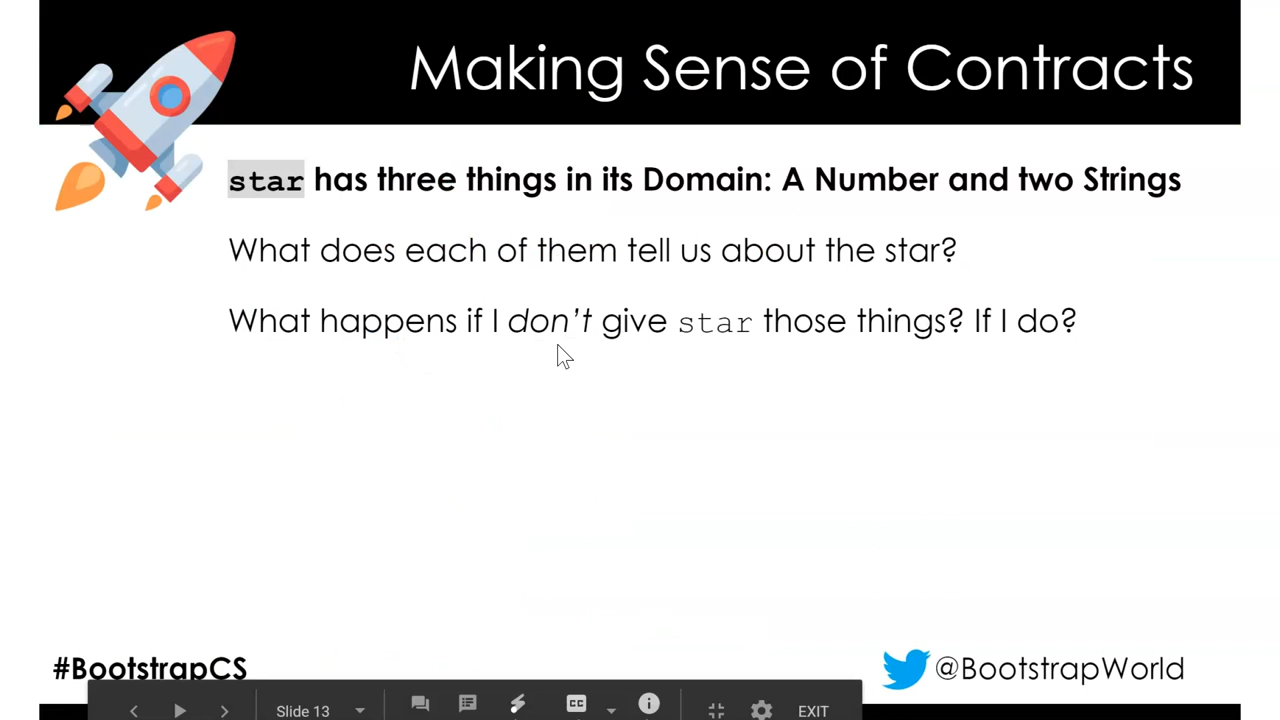 Making Sense of Contracts
star has three things in its Domain: A Number and two Strings
What does each of them tell us about the star?
What happens if I don’t give star those things? If I do?
#BootstrapCS
@BootstrapWorld
Slide 13
CC
EXIT